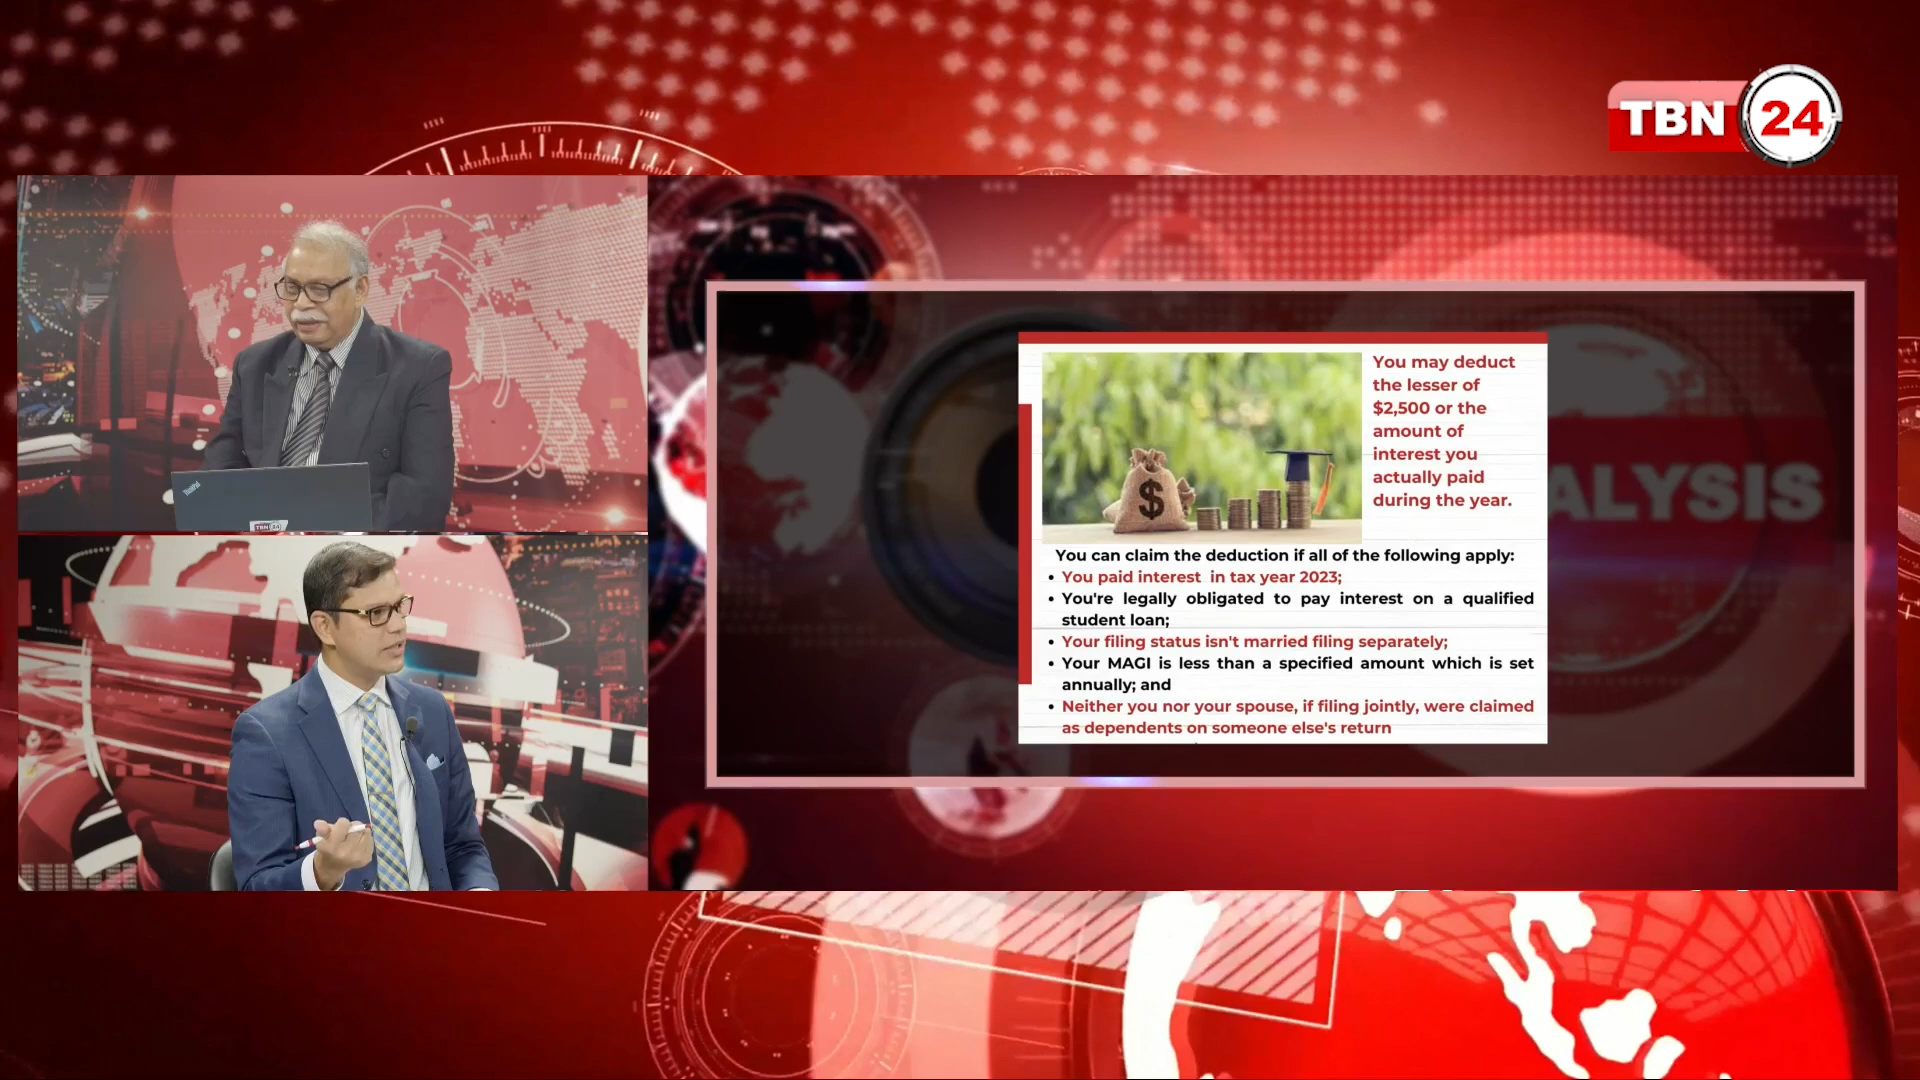 TBN 24
ThinkPad
TBN 24
ALYSIS
You may deduct
the lesser of
$2,500 or the
amount of
interest you
actually paid
during the year.
$
You can claim the deduction if all of the following apply:
• You paid interest in tax year 2023;
• You're legally obligated to pay interest on a qualified
student loan;
• Your filing status isn't married filing separately;
• Your MAGI is less than a specified amount which is set
annually; and
• Neither you nor your spouse, if filing jointly, were claimed
as dependents on someone else's return